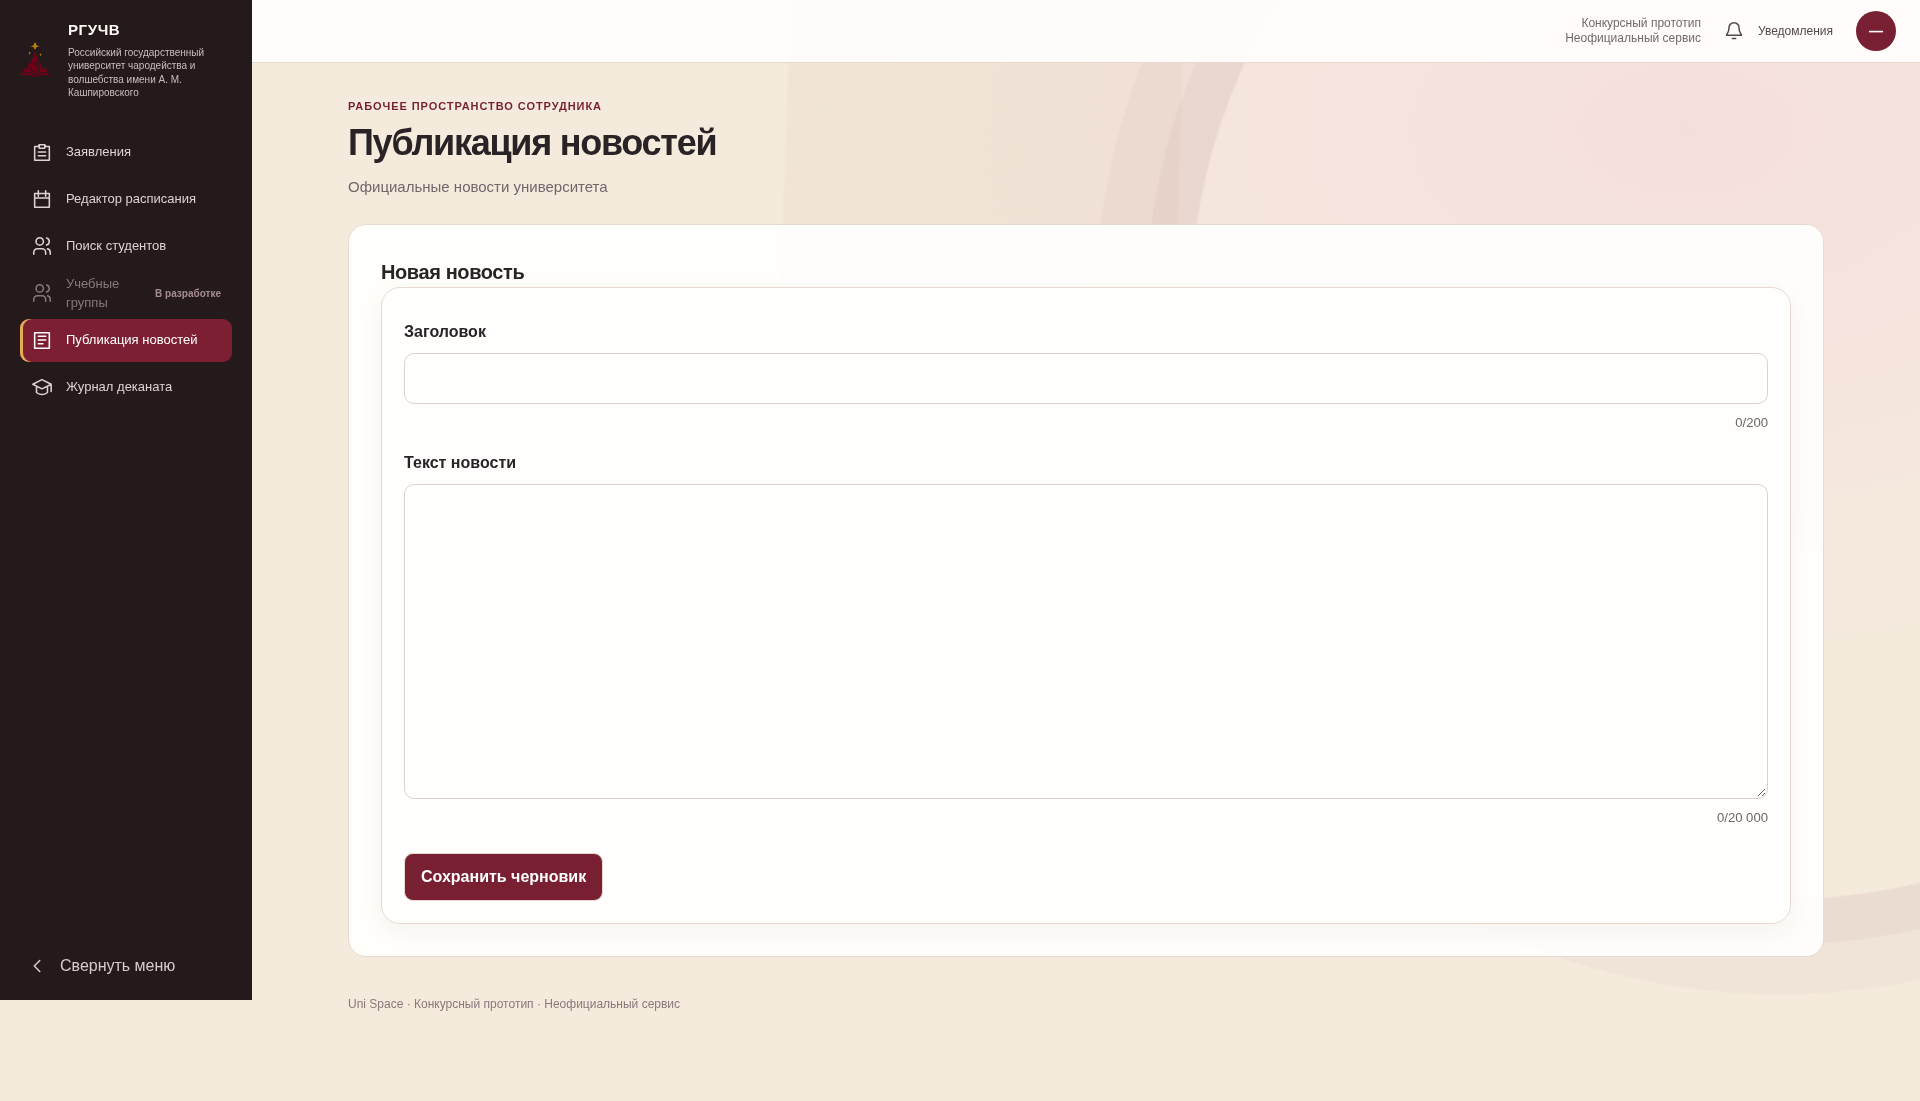 РГУЧВ
Российский государственный
университет чародейства и
волшебства имени А. М.
Кашпировского
Заявления
Редактор расписания
Поиск студентов
Учебные
группы
В разработке
Публикация новостей
Журнал деканата
Свернуть меню
Конкурсный прототип
Неофициальный сервис
Уведомления
РАБОЧЕЕ ПРОСТРАНСТВО СОТРУДНИКА
Публикация новостей
Официальные новости университета
Новая новость
Заголовок
0/200
Текст новости
0/20 000
Сохранить черновик
Uni Space · Конкурсный прототип · Неофициальный сервис